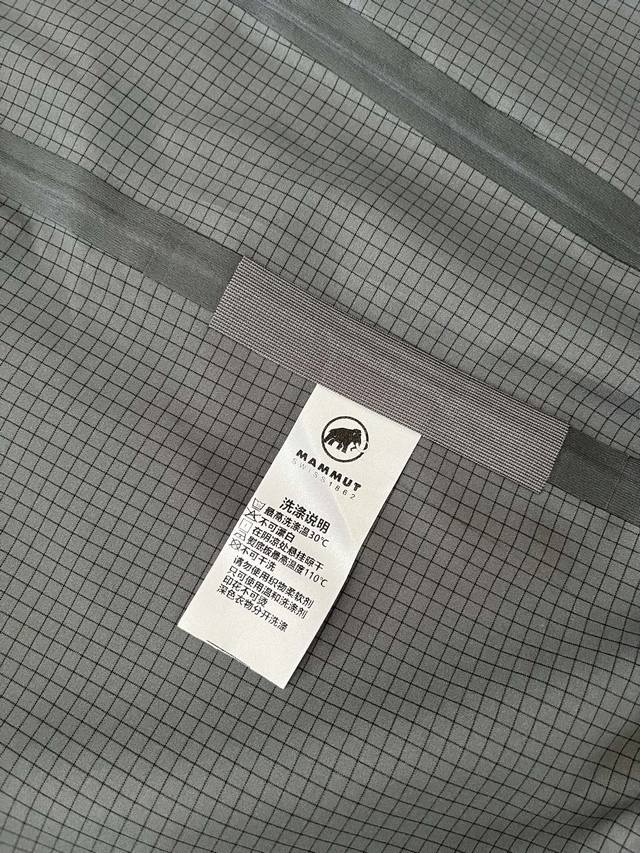 MAMMUT
SWISS 1862
洗涤说明
最高洗涤温30℃
不可漂白
在阴凉处悬挂晾干
熨底板最高温度110℃
不可干洗
请勿使用织物柔软剂
只可使用温和洗涤剂
印花不可烫
深色衣物分开洗涤